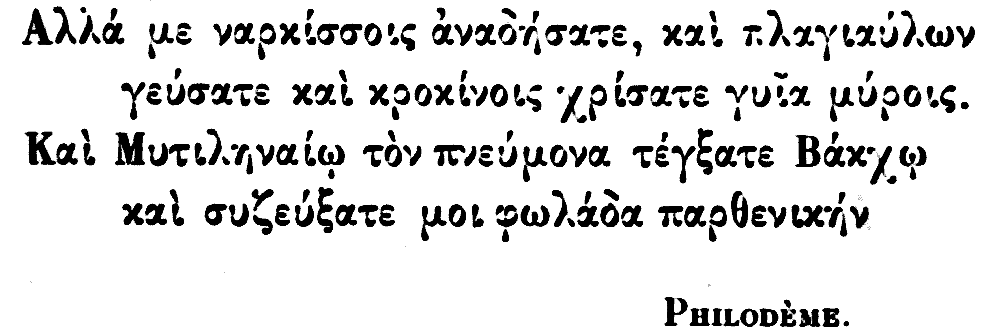 Αλλά με ναρκίσσοις ἀναδήσατε, καὶ πλαγιαύλων
γεύσατε καὶ κροκίνοις χρίσατε γυῖα μύροις.
Καὶ Μυτιληναίῳ τὸν πνεύμονα τέγξατε Βάκχῳ
καὶ συζεύξατε μοι φωλάδα παρθενικήν
PHILODÈME.